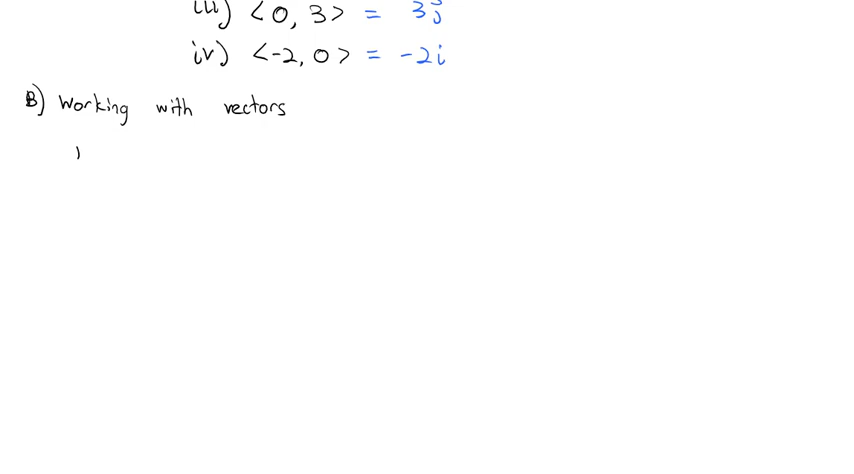 iii) <0, 3> = 3j
iv) <-2, 0> = -2i
B) Working with vectors